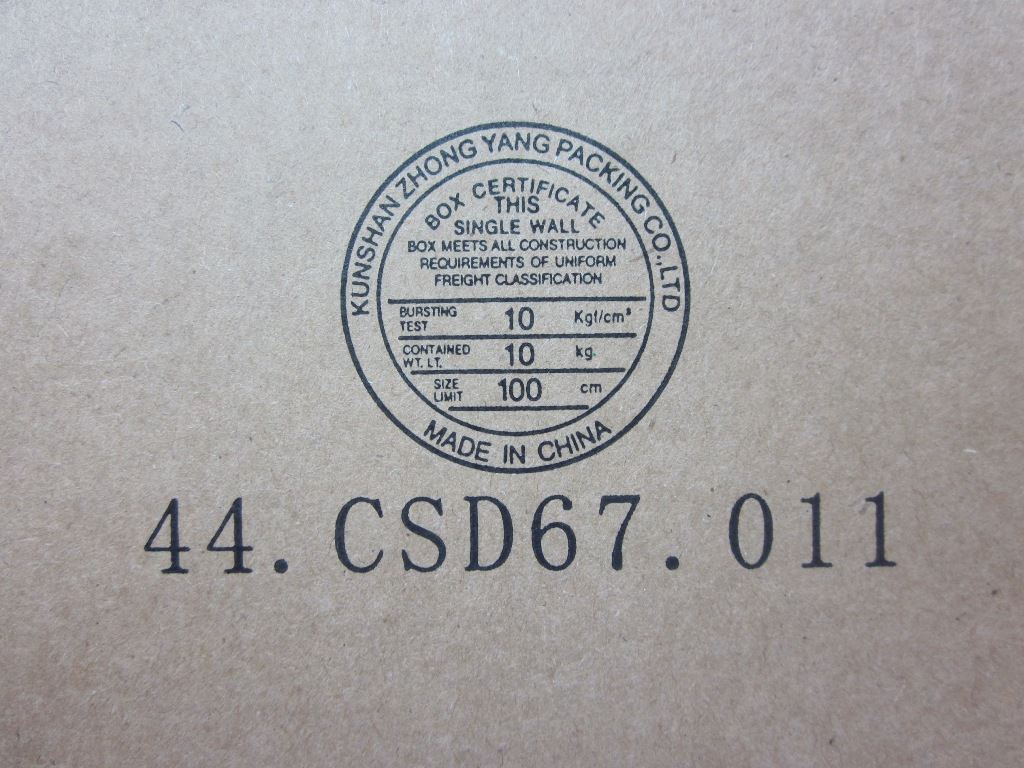 KUNSHAN ZHONG YANG PACKING CO.,LTD
BOX CERTIFICATE
THIS
SINGLE WALL
BOX MEETS ALL CONSTRUCTION
REQUIREMENTS OF UNIFORM
FREIGHT CLASSIFICATION
BURSTING TEST 10 Kgf/cm²
CONTAINED WT. LT. 10 kg.
SIZE LIMIT 100 cm
MADE IN CHINA
44.CSD67.011